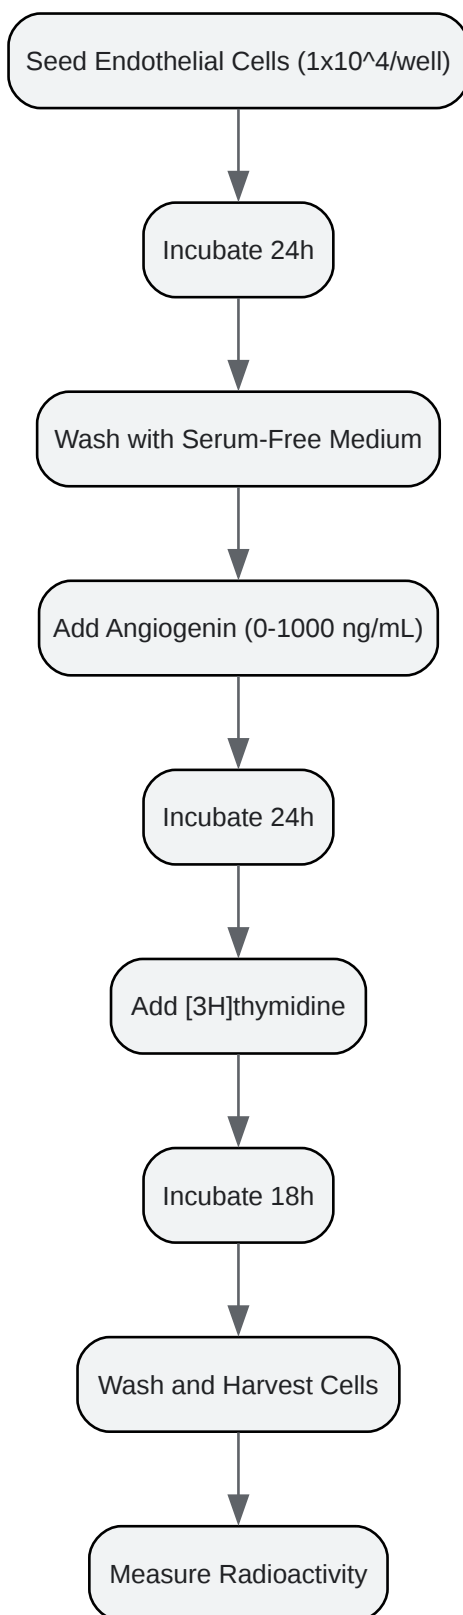 Seed Endothelial Cells (1x10^4/well)
Incubate 24h
Wash with Serum-Free Medium
Add Angiogenin (0-1000 ng/mL)
Incubate 24h
Add [3H]thymidine
Incubate 18h
Wash and Harvest Cells
Measure Radioactivity